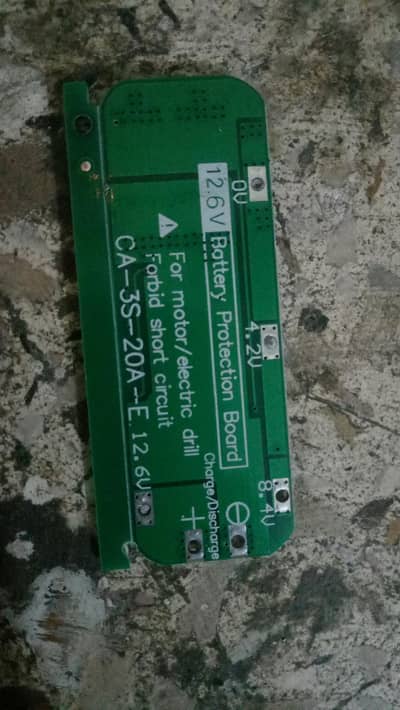 0V
4.2V
8.4V
12.6V Battery Protection Board
Charge/Discharge
⊖
+
⚠ For motor/electric drill
Forbid short circuit
CA-3S-20A-E
12.6V